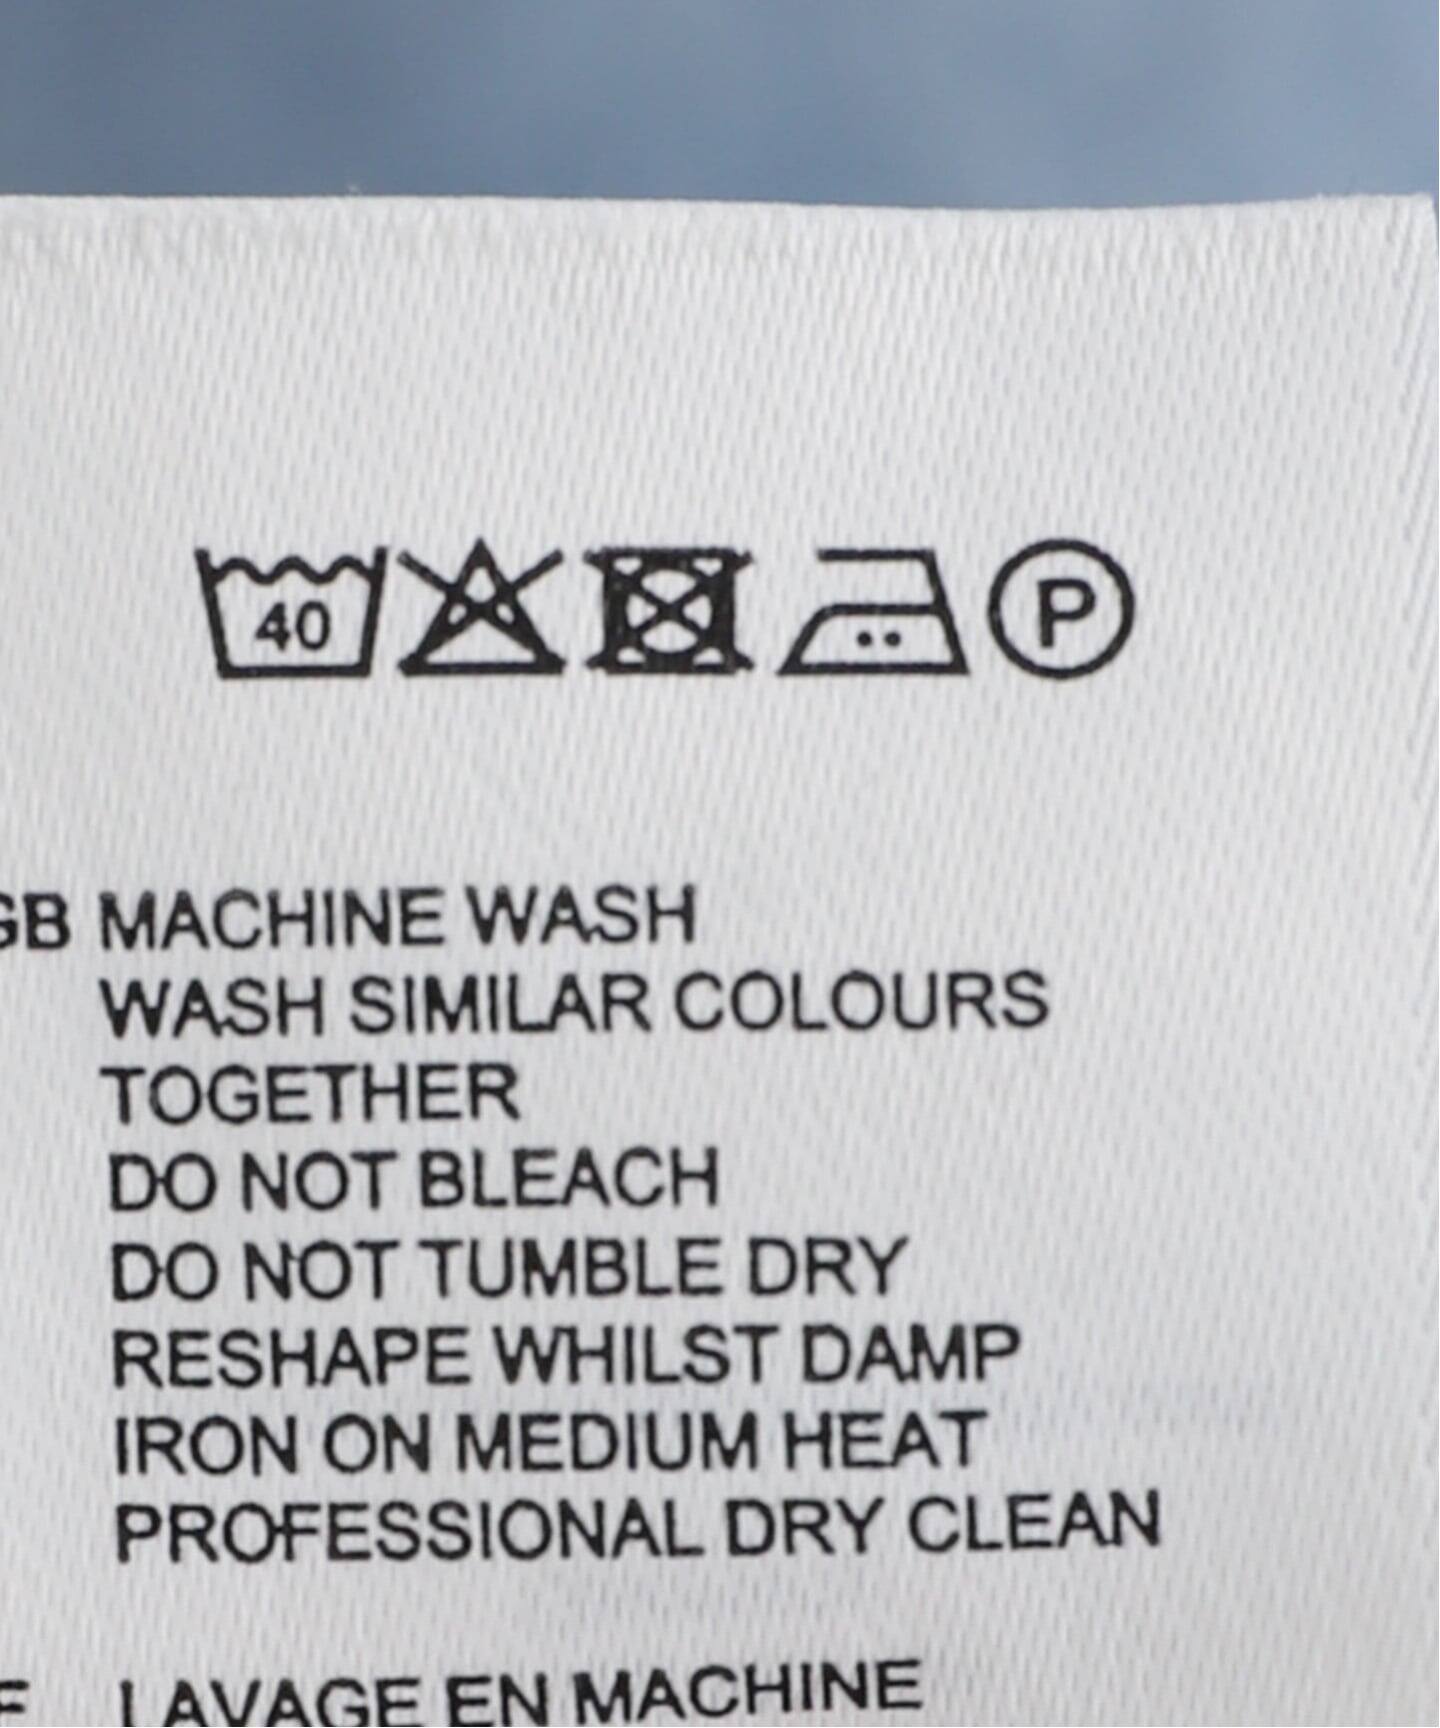 40 P
GB MACHINE WASH
WASH SIMILAR COLOURS
TOGETHER
DO NOT BLEACH
DO NOT TUMBLE DRY
RESHAPE WHILST DAMP
IRON ON MEDIUM HEAT
PROFESSIONAL DRY CLEAN
F LAVAGE EN MACHINE